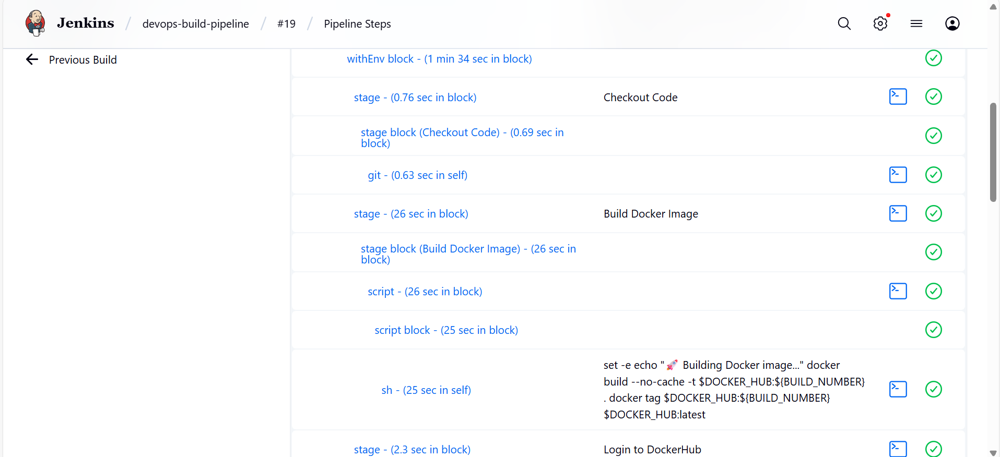 Jenkins / devops-build-pipeline / #19 / Pipeline Steps
Previous Build
withEnv block - (1 min 34 sec in block)
stage - (0.76 sec in block) Checkout Code
stage block (Checkout Code) - (0.69 sec in
block)
git - (0.63 sec in self)
stage - (26 sec in block) Build Docker Image
stage block (Build Docker Image) - (26 sec in
block)
script - (26 sec in block)
script block - (25 sec in block)
sh - (25 sec in self)
set -e echo "🚀 Building Docker image..." docker
build --no-cache -t $DOCKER_HUB:${BUILD_NUMBER}
. docker tag $DOCKER_HUB:${BUILD_NUMBER}
$DOCKER_HUB:latest
stage - (2.3 sec in block) Login to DockerHub